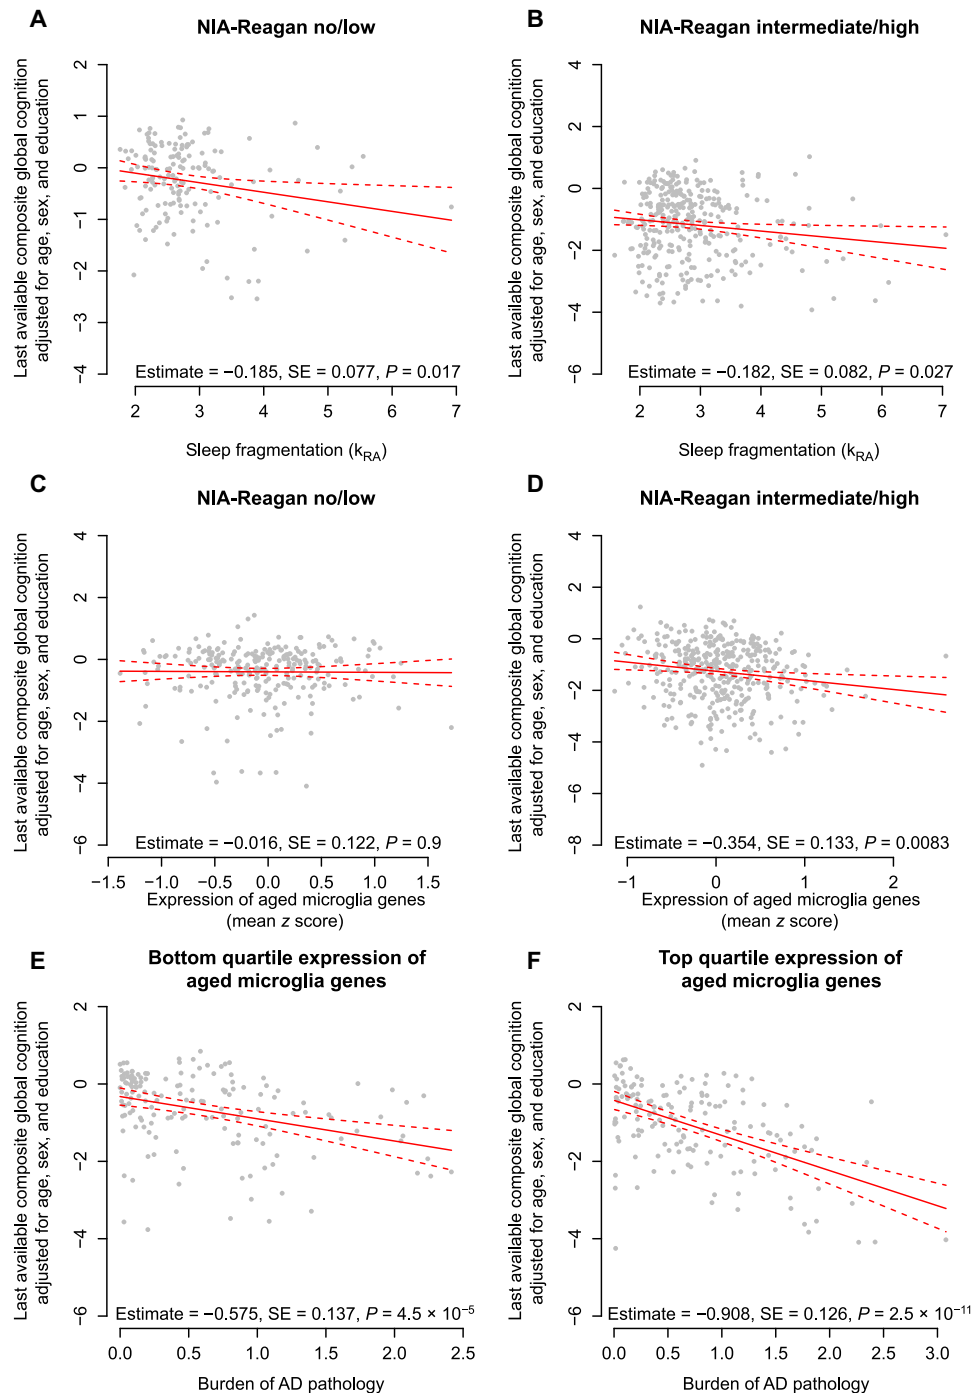 A
NIA-Reagan no/low
Last available composite global cognition
adjusted for age, sex, and education
2
1
0
−1
−2
−3
−4
Estimate = −0.185, SE = 0.077, P = 0.017
2 3 4 5 6 7
Sleep fragmentation (kRA)
B
NIA-Reagan intermediate/high
Last available composite global cognition
adjusted for age, sex, and education
4
2
0
−2
−4
−6
Estimate = −0.182, SE = 0.082, P = 0.027
2 3 4 5 6 7
Sleep fragmentation (kRA)
C
NIA-Reagan no/low
Last available composite global cognition
adjusted for age, sex, and education
4
2
0
−2
−4
−6
Estimate = −0.016, SE = 0.122, P = 0.9
−1.5 −1.0 −0.5 0.0 0.5 1.0 1.5
Expression of aged microglia genes
(mean z score)
D
NIA-Reagan intermediate/high
Last available composite global cognition
adjusted for age, sex, and education
4
2
0
−2
−4
−6
−8
Estimate = −0.354, SE = 0.133, P = 0.0083
−1 0 1 2
Expression of aged microglia genes
(mean z score)
E
Bottom quartile expression of
aged microglia genes
Last available composite global cognition
adjusted for age, sex, and education
2
0
−2
−4
−6
Estimate = −0.575, SE = 0.137, P = 4.5 × 10−5
0.0 0.5 1.0 1.5 2.0 2.5
Burden of AD pathology
F
Top quartile expression of
aged microglia genes
Last available composite global cognition
adjusted for age, sex, and education
2
0
−2
−4
−6
Estimate = −0.908, SE = 0.126, P = 2.5 × 10−11
0.0 0.5 1.0 1.5 2.0 2.5 3.0
Burden of AD pathology